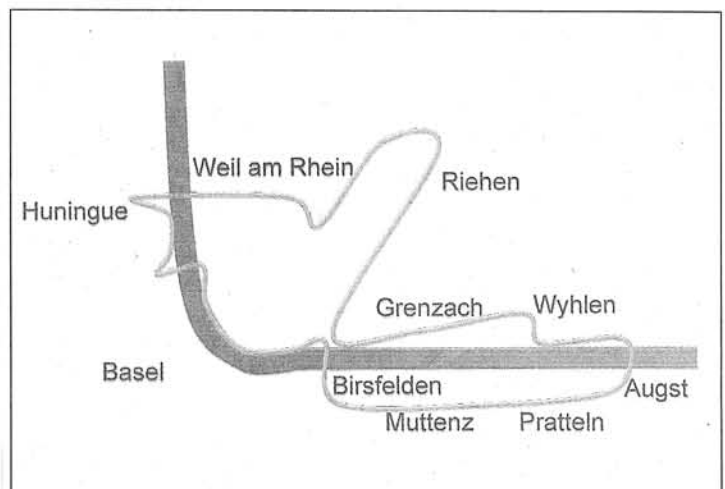 Weil am Rhein
Riehen
Huningue
Grenzach
Wyhlen
Basel
Birsfelden
Augst
Muttenz
Pratteln